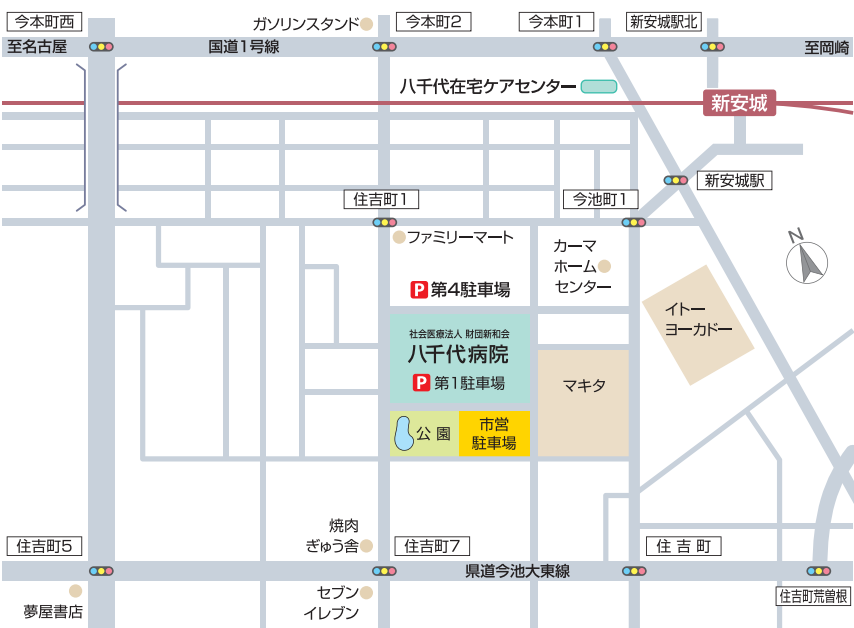 今本町西
ガソリンスタンド
今本町2
今本町1
新安城駅北
至名古屋
国道1号線
至岡崎
八千代在宅ケアセンター
新安城
新安城駅
住吉町1
今池町1
ファミリーマート
カーマ
ホーム
センター
N
P 第4駐車場
イトー
ヨーカドー
社会医療法人 財団新和会
八千代病院
P 第1駐車場
マキタ
公園
市営
駐車場
焼肉
ぎゅう舎
住吉町5
住吉町7
住吉町
県道今池大東線
夢屋書店
セブン
イレブン
住吉町荒曽根